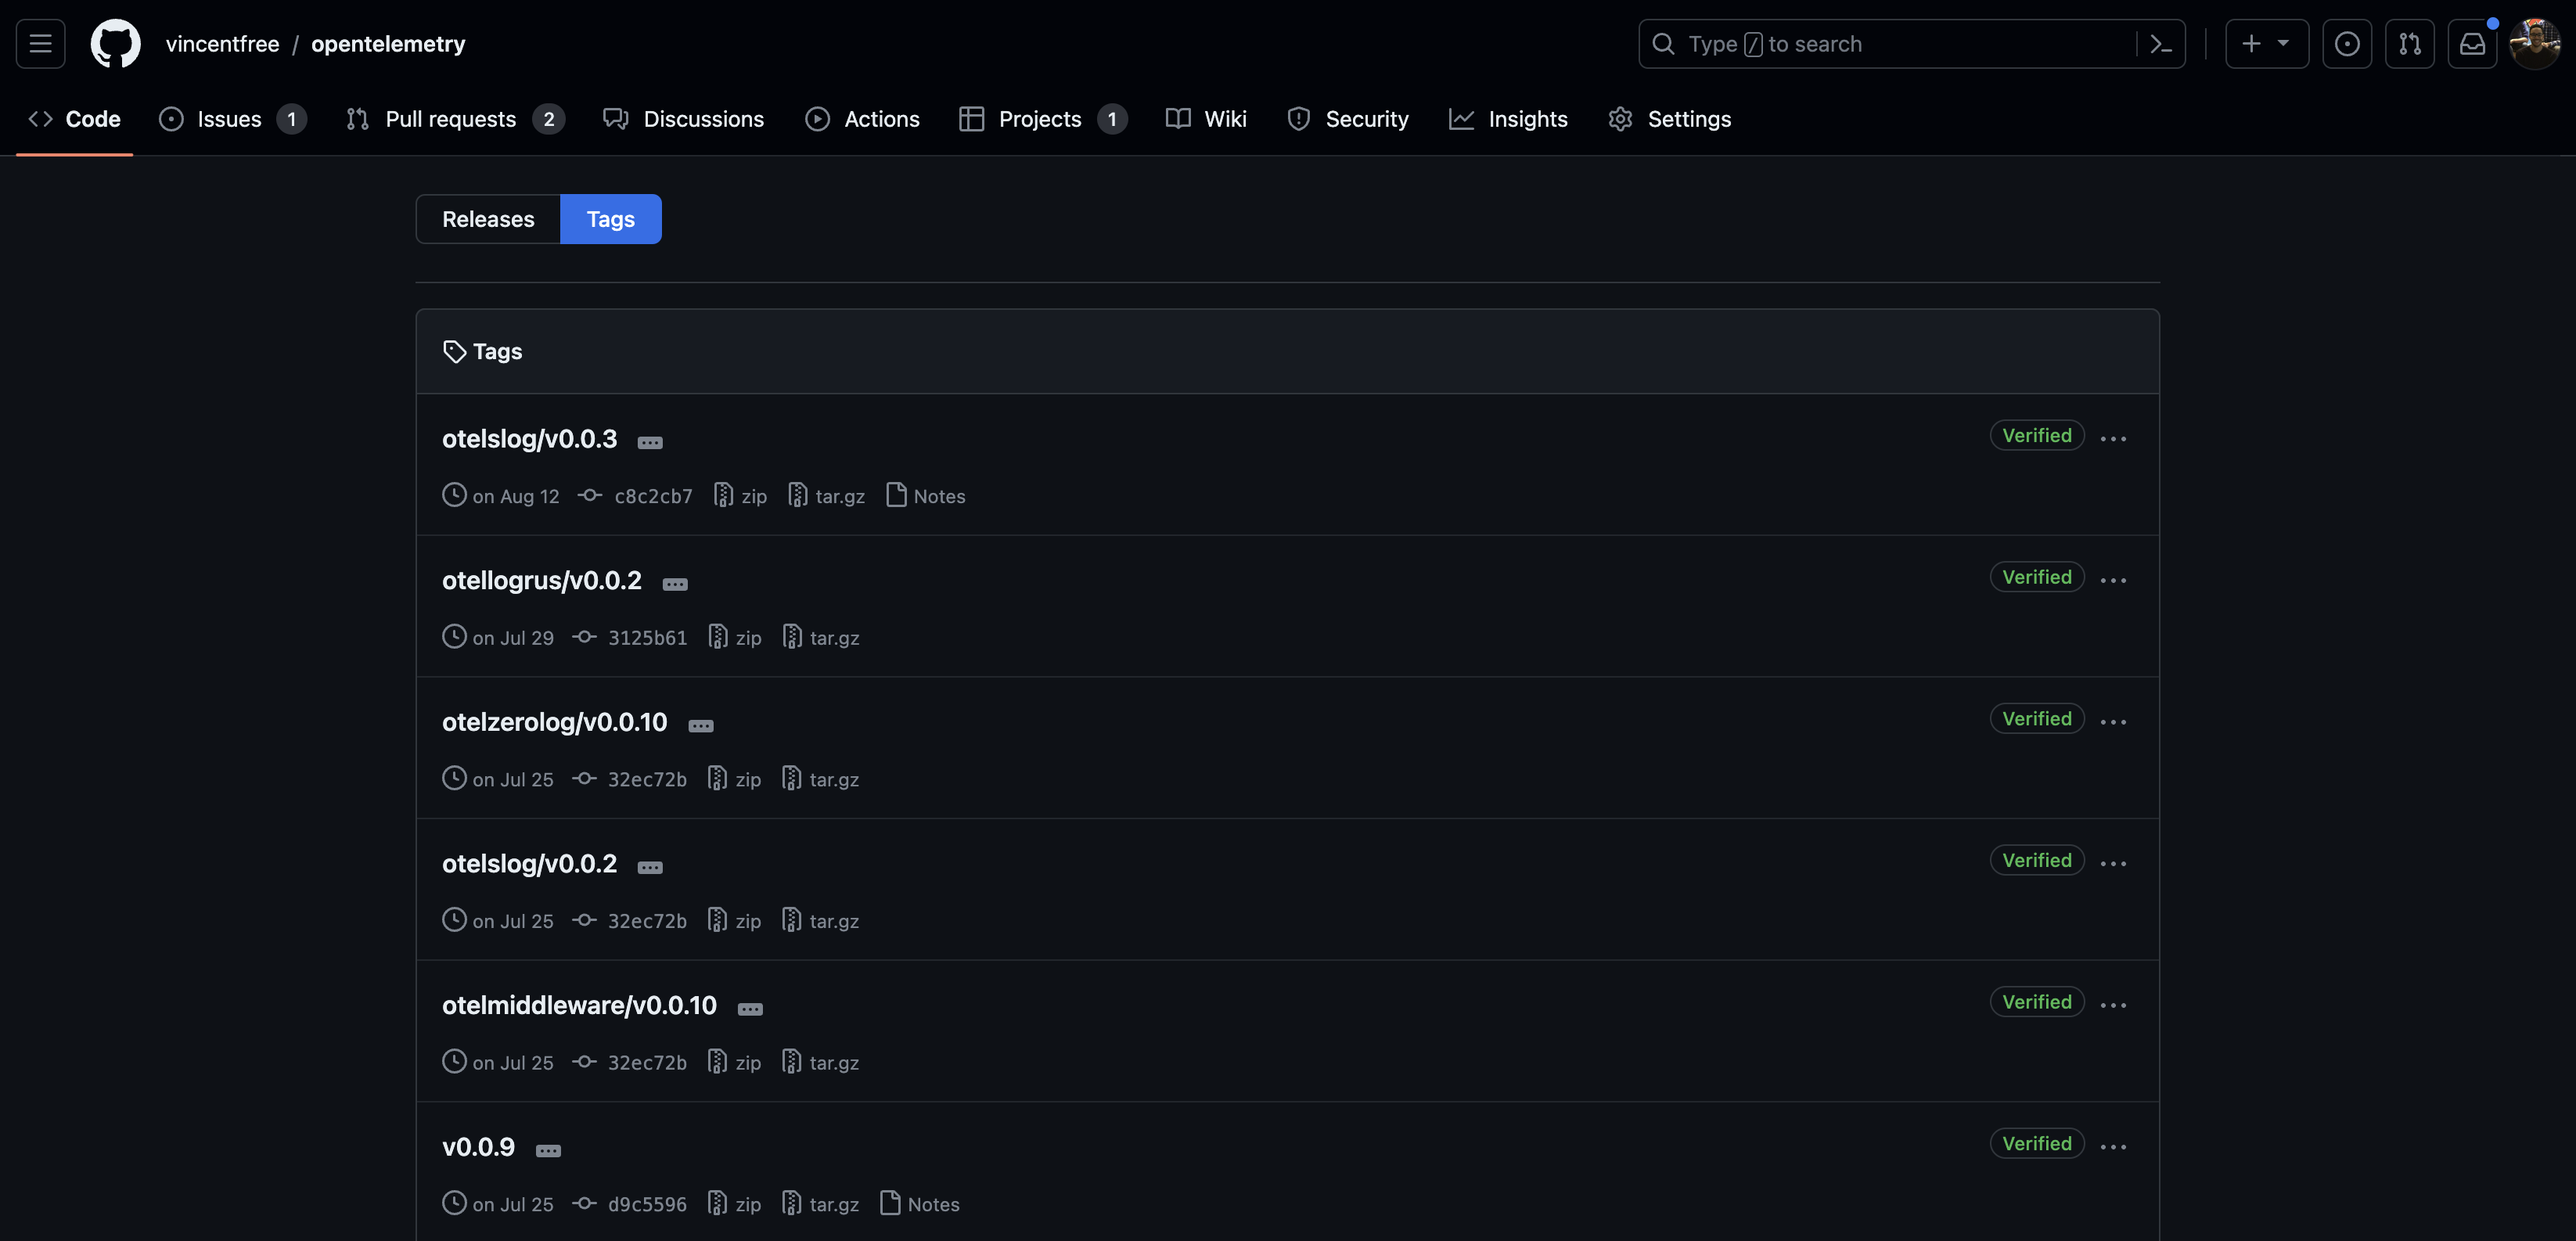 vincentfree / opentelemetry
Type / to search
Code Issues 1 Pull requests 2 Discussions Actions Projects 1 Wiki Security Insights Settings
Releases Tags
Tags
otelslog/v0.0.3 Verified
on Aug 12 c8c2cb7 zip tar.gz Notes
otellogrus/v0.0.2 Verified
on Jul 29 3125b61 zip tar.gz
otelzerolog/v0.0.10 Verified
on Jul 25 32ec72b zip tar.gz
otelslog/v0.0.2 Verified
on Jul 25 32ec72b zip tar.gz
otelmiddleware/v0.0.10 Verified
on Jul 25 32ec72b zip tar.gz
v0.0.9 Verified
on Jul 25 d9c5596 zip tar.gz Notes